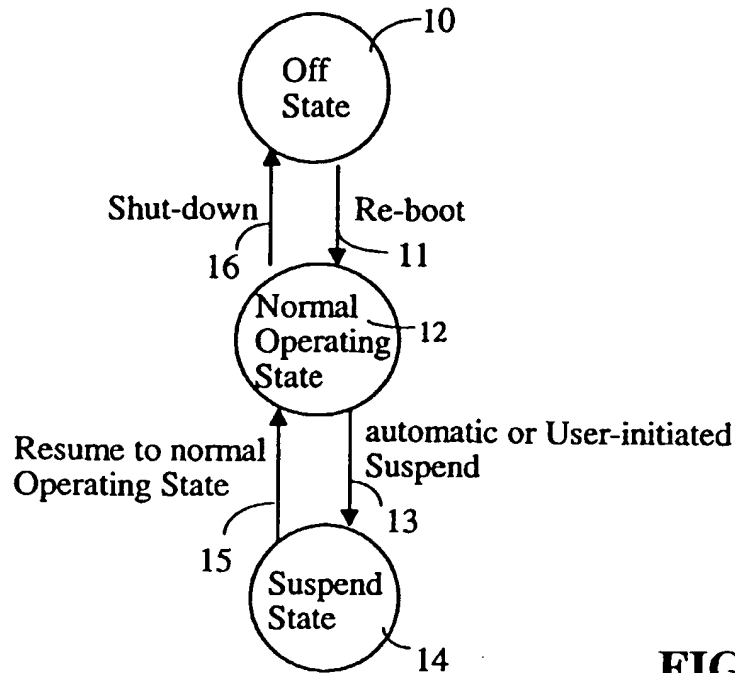 10
Off
State
Shut-down
Re-boot
16
11
Normal
Operating
State
12
Resume to normal
Operating State
automatic or User-initiated
Suspend
13
15
Suspend
State
14
FIG